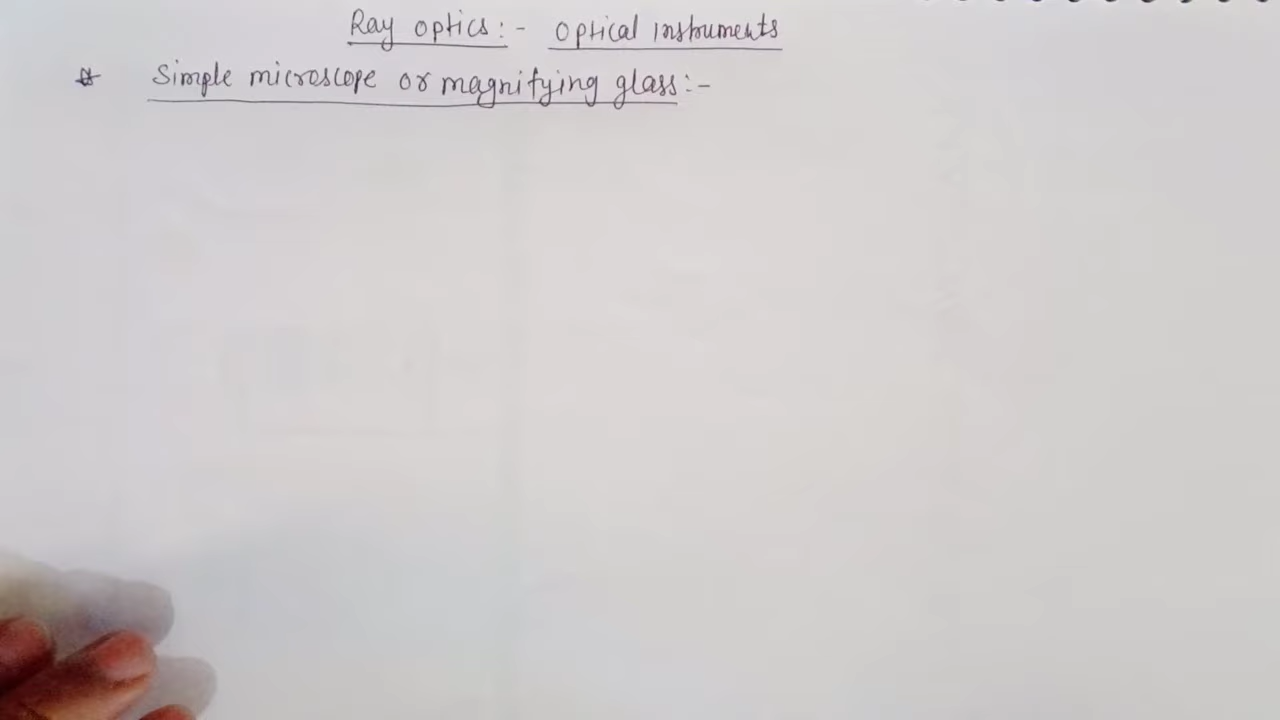 Ray optics:- optical instruments
☆ Simple microscope or magnifying glass:-